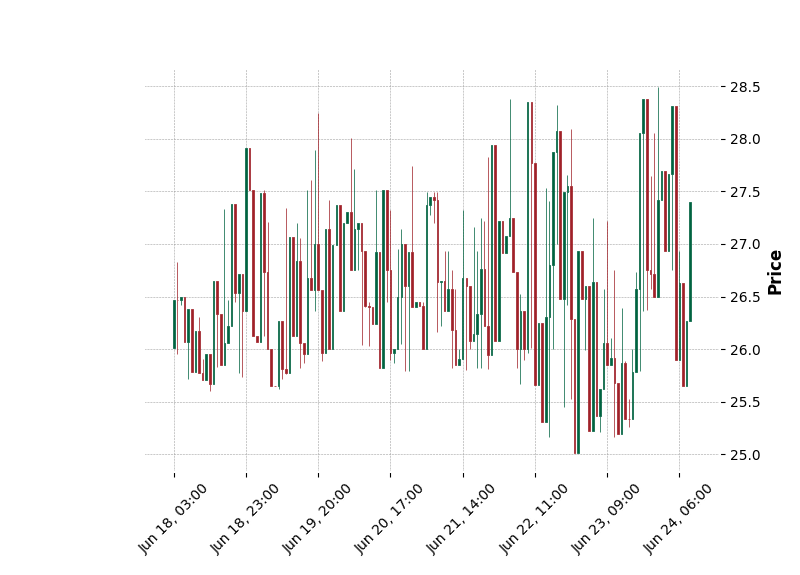 28.5
28.0
27.5
27.0
26.5
26.0
25.5
25.0
Price
Jun 18, 03:00
Jun 18, 23:00
Jun 19, 20:00
Jun 20, 17:00
Jun 21, 14:00
Jun 22, 11:00
Jun 23, 09:00
Jun 24, 06:00